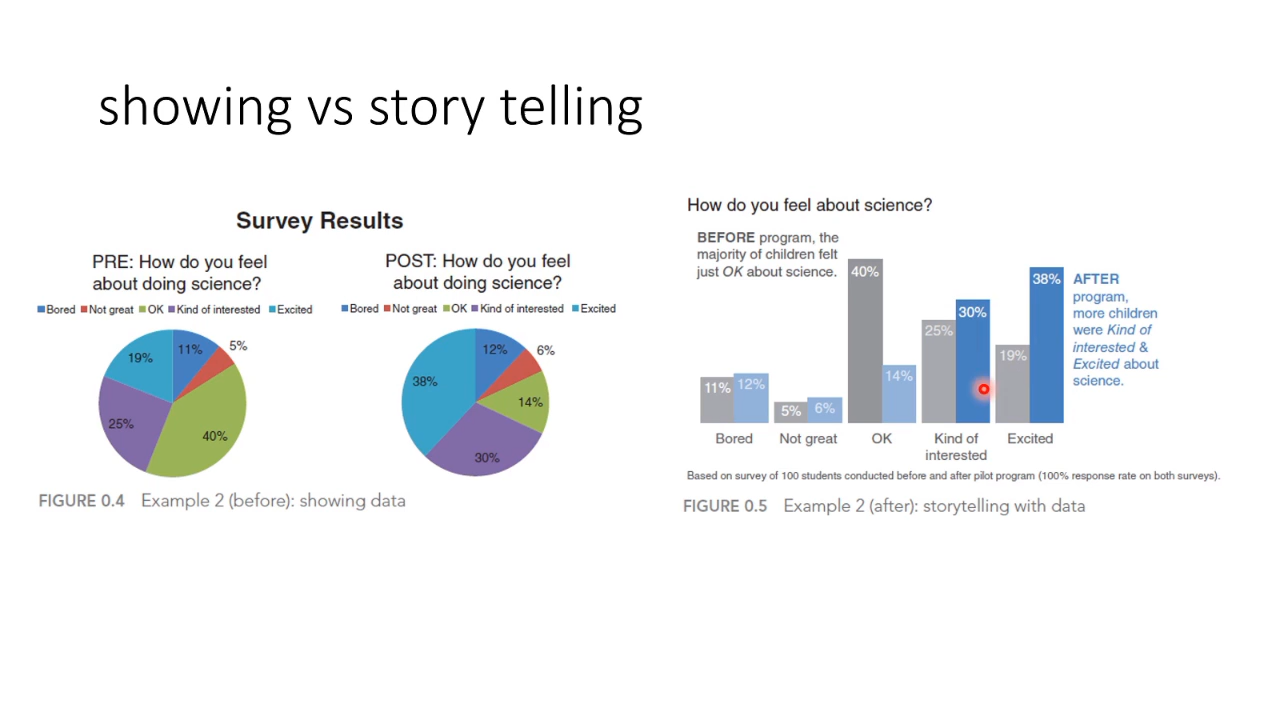 showing vs story telling
Survey Results
PRE: How do you feel
about doing science?
Bored Not great OK Kind of interested Excited
11%
5%
40%
25%
19%
POST: How do you feel
about doing science?
Bored Not great OK Kind of interested Excited
12%
6%
14%
30%
38%
FIGURE 0.4 Example 2 (before): showing data
How do you feel about science?
BEFORE program, the
majority of children felt
just OK about science.
11% 12%
5% 6%
40% 14%
25% 30%
19% 38%
AFTER
program,
more children
were Kind of
interested &
Excited about
science.
Bored Not great OK Kind of Excited
interested
Based on survey of 100 students conducted before and after pilot program (100% response rate on both surveys).
FIGURE 0.5 Example 2 (after): storytelling with data